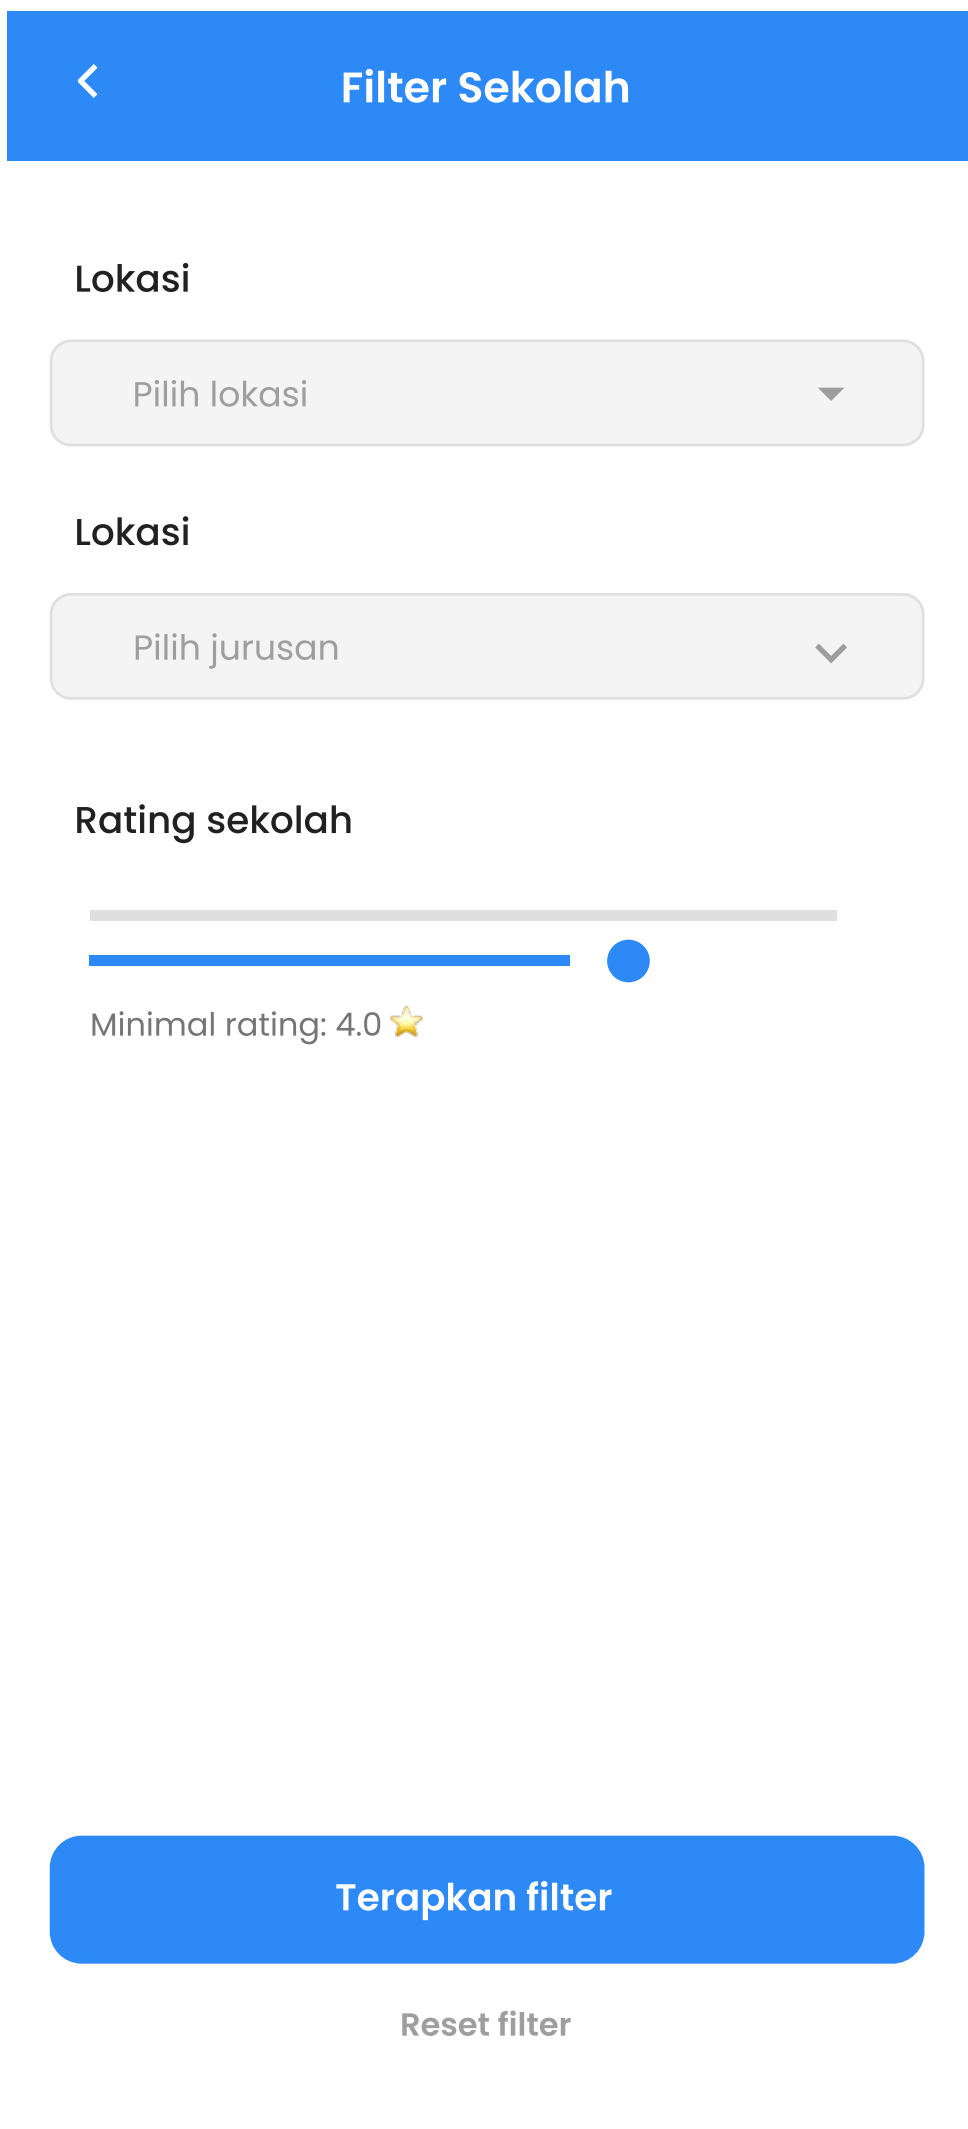 Filter Sekolah
Lokasi
Pilih lokasi
Lokasi
Pilih jurusan
Rating sekolah
Minimal rating: 4.0 ⭐
Terapkan filter
Reset filter